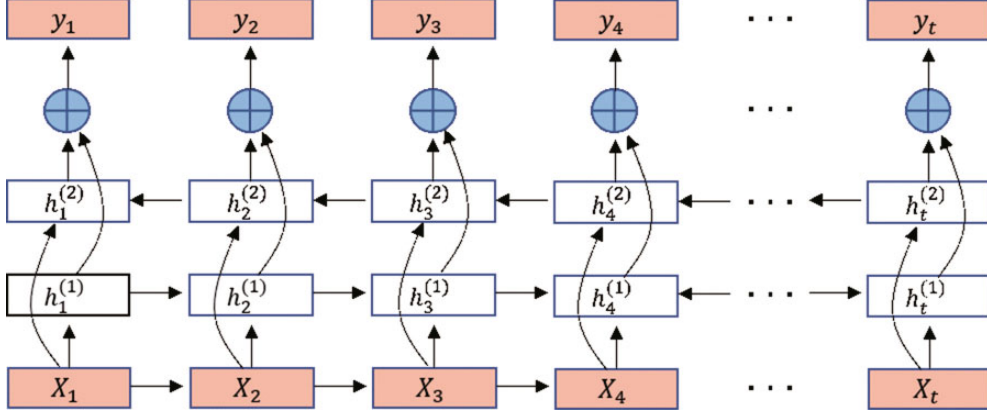 y₁ y₂ y₃ y₄ · · · yₜ
· · ·
h₁⁽²⁾ h₂⁽²⁾ h₃⁽²⁾ h₄⁽²⁾ · · · hₜ⁽²⁾
h₁⁽¹⁾ h₂⁽¹⁾ h₃⁽¹⁾ h₄⁽¹⁾ · · · hₜ⁽¹⁾
X₁ X₂ X₃ X₄ · · · Xₜ